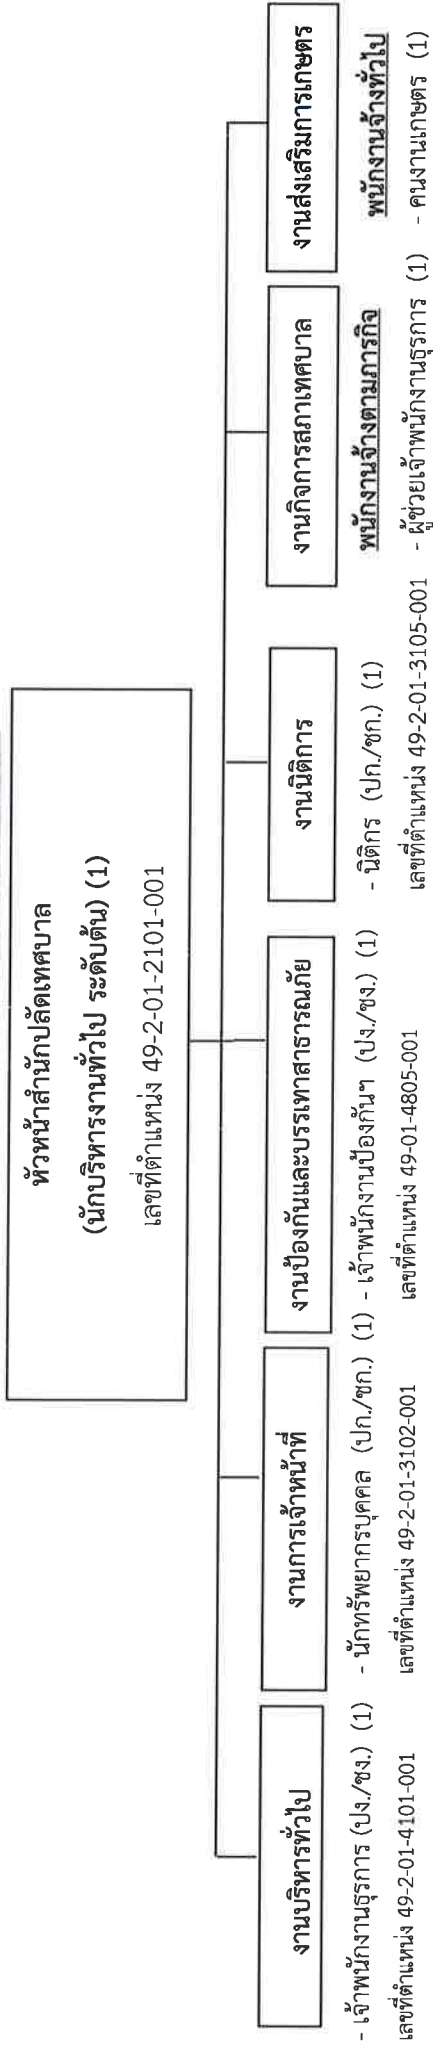 หัวหน้าสำนักปลัดเทศบาล
(นักบริหารงานทั่วไป ระดับต้น) (1)
เลขที่ตำแหน่ง 49-2-01-2101-001
งานบริหารทั่วไป
- เจ้าพนักงานธุรการ (ปง./ชง.) (1)
เลขที่ตำแหน่ง 49-2-01-4101-001
งานการเจ้าหน้าที่
- นักทรัพยากรบุคคล (ปก./ชก.) (1)
เลขที่ตำแหน่ง 49-2-01-3102-001
งานป้องกันและบรรเทาสาธารณภัย
- เจ้าพนักงานป้องกันฯ (ปง./ชง.) (1)
เลขที่ตำแหน่ง 49-01-4805-001
งานนิติการ
- นิติกร (ปก./ชก.) (1)
เลขที่ตำแหน่ง 49-2-01-3105-001
งานกิจการสภาเทศบาล
พนักงานจ้างตามภารกิจ
- ผู้ช่วยเจ้าพนักงานธุรการ (1)
งานส่งเสริมการเกษตร
พนักงานจ้างทั่วไป
- คนงานเกษตร (1)